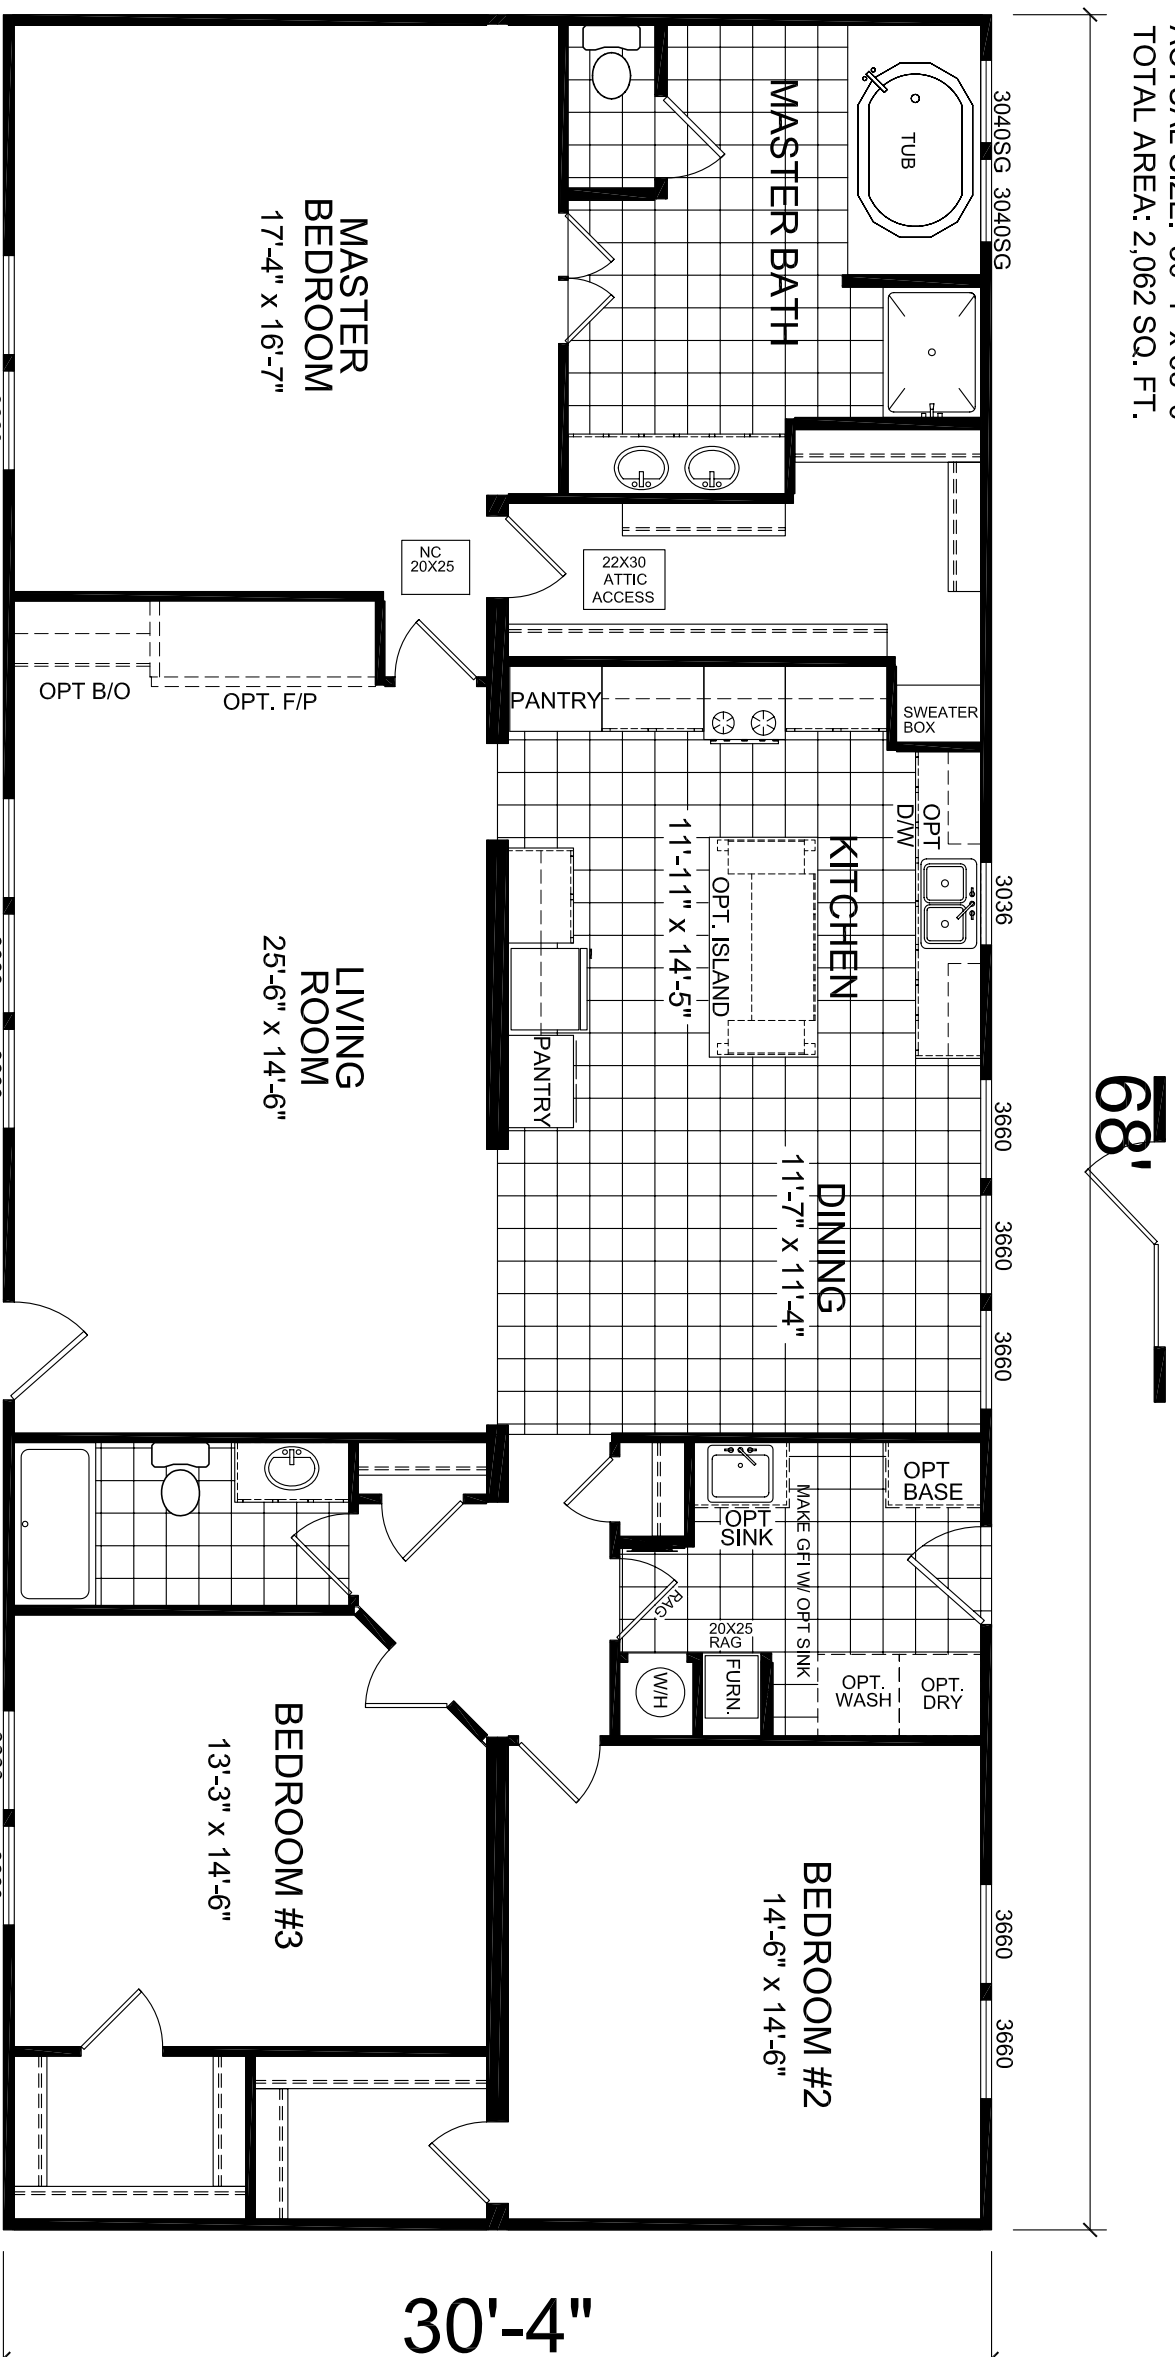 TOTAL AREA: 2,062 SQ. FT.
68'
30'-4"
3040SG
3040SG
3036
3660
3660
3660
3660
3660
TUB
MASTER BATH
MASTER
BEDROOM
17'-4" x 16'-7"
NC
20X25
22X30
ATTIC
ACCESS
OPT B/O
OPT. F/P
PANTRY
SWEATER
BOX
OPT
D/W
KITCHEN
11'-11" x 14'-5"
OPT. ISLAND
PANTRY
LIVING
ROOM
25'-6" x 14'-6"
DINING
11'-7" x 11'-4"
OPT
BASE
OPT
SINK
MAKE GFI W/ OPT SINK
RAG
20X25
RAG
FURN.
W/H
OPT.
WASH
OPT.
DRY
BEDROOM #3
13'-3" x 14'-6"
BEDROOM #2
14'-6" x 14'-6"